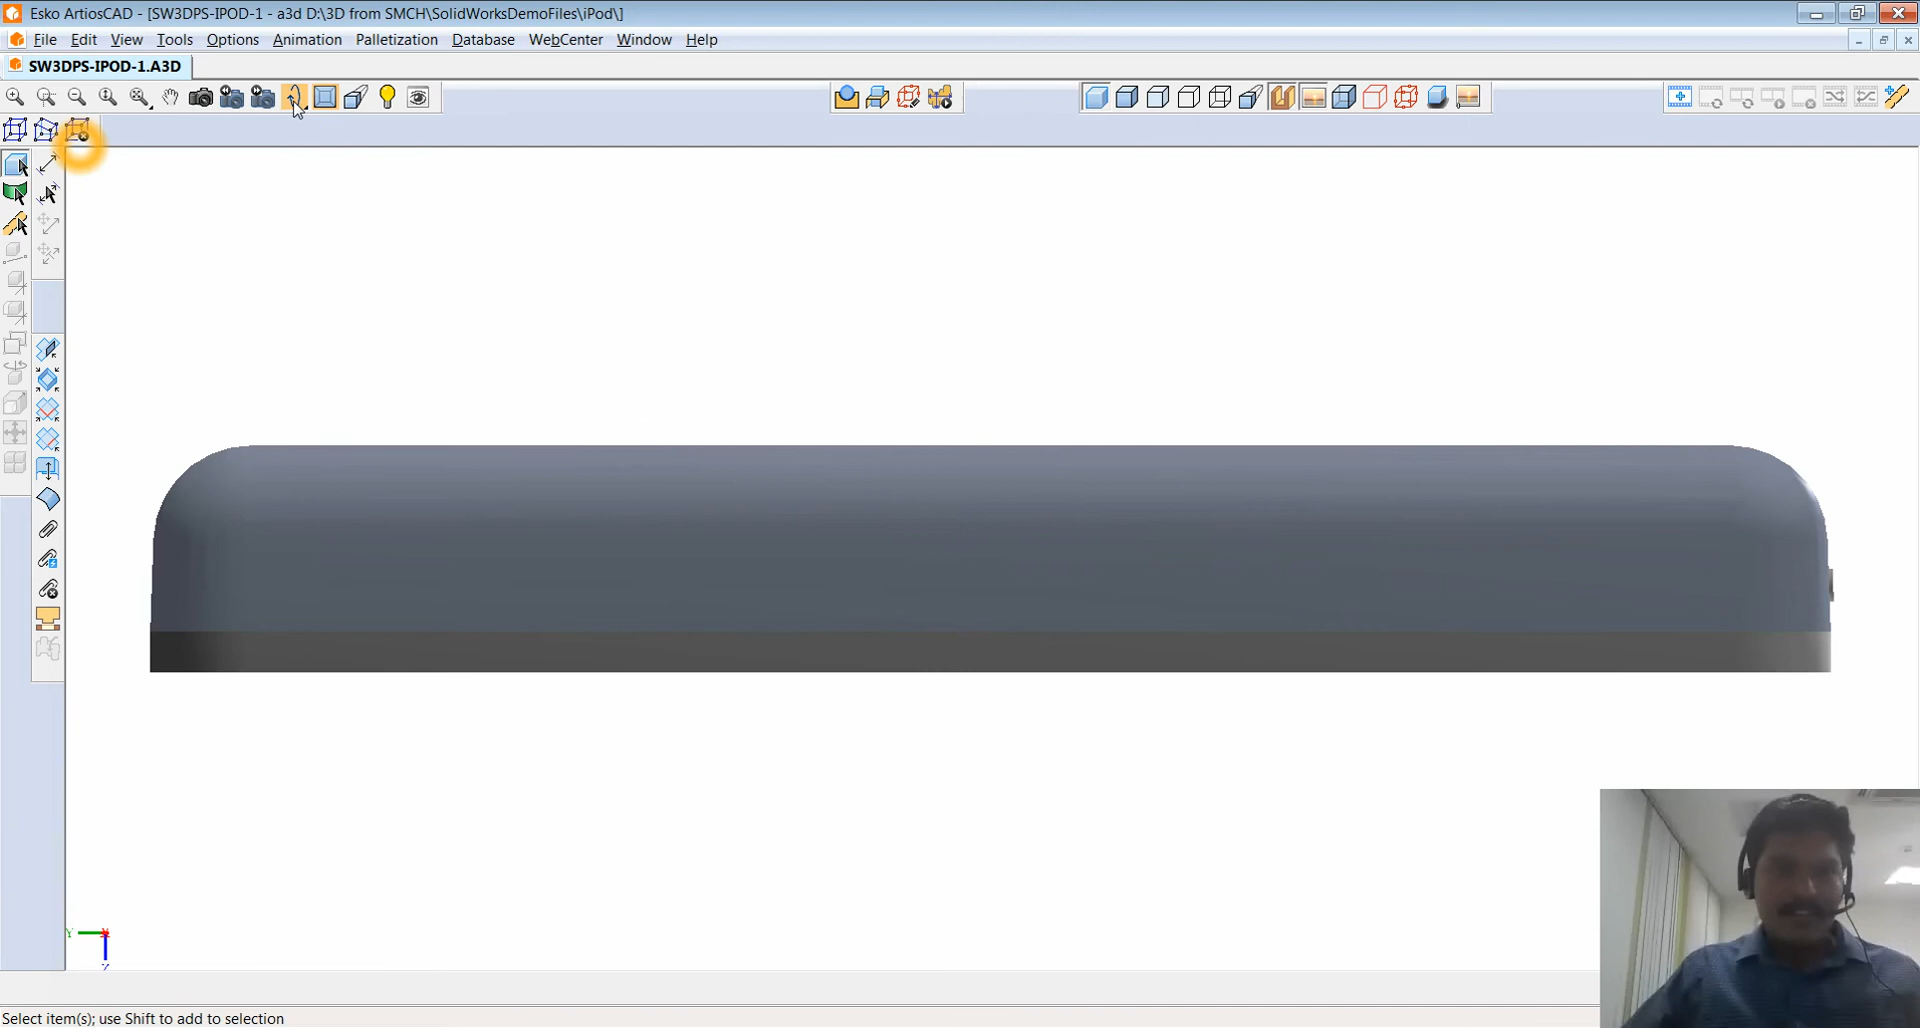 Esko ArtiosCAD - [SW3DPS-IPOD-1 - a3d D:\3D from SMCH\SolidWorksDemoFiles\iPod\]
File Edit View Tools Options Animation Palletization Database WebCenter Window Help
SW3DPS-IPOD-1.A3D
Y X
Z
Select item(s); use Shift to add to selection